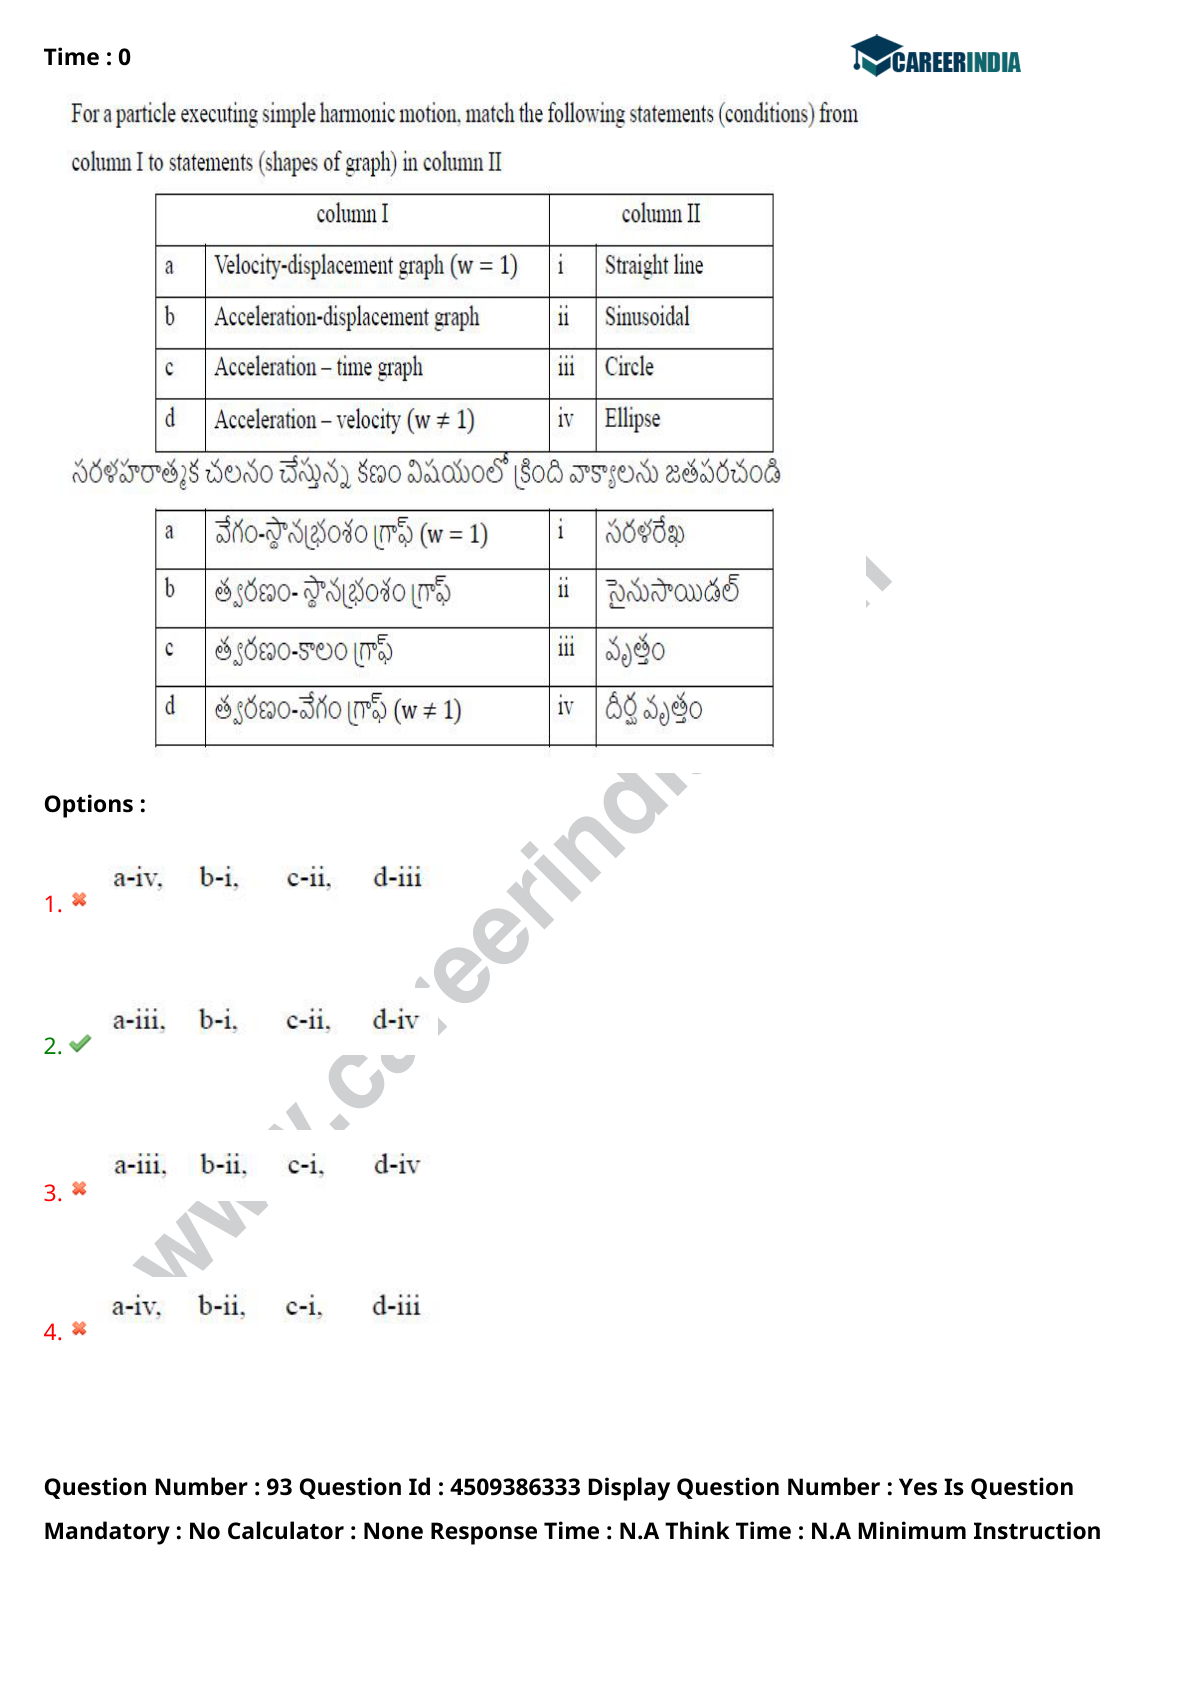 Time : 0
CAREERINDIA
For a particle executing simple harmonic motion, match the following statements (conditions) from
column I to statements (shapes of graph) in column II
column I column II
a Velocity-displacement graph (w = 1) i Straight line
b Acceleration-displacement graph ii Sinusoidal
c Acceleration – time graph iii Circle
d Acceleration – velocity (w ≠ 1) iv Ellipse
సరళహరాత్మక చలనం చేస్తున్న కణం విషయంలో క్రింది వాక్యాలను జతపరచండి
a వేగం-స్థానభ్రంశం గ్రాఫ్ (w = 1) i సరళరేఖ
b త్వరణం- స్థానభ్రంశం గ్రాఫ్ ii సైనుసాయిడల్
c త్వరణం-కాలం గ్రాఫ్ iii వృత్తం
d త్వరణం-వేగం గ్రాఫ్ (w ≠ 1) iv దీర్ఘ వృత్తం
Options :
1. a-iv, b-i, c-ii, d-iii
2. a-iii, b-i, c-ii, d-iv
3. a-iii, b-ii, c-i, d-iv
4. a-iv, b-ii, c-i, d-iii
Question Number : 93 Question Id : 4509386333 Display Question Number : Yes Is Question
Mandatory : No Calculator : None Response Time : N.A Think Time : N.A Minimum Instruction